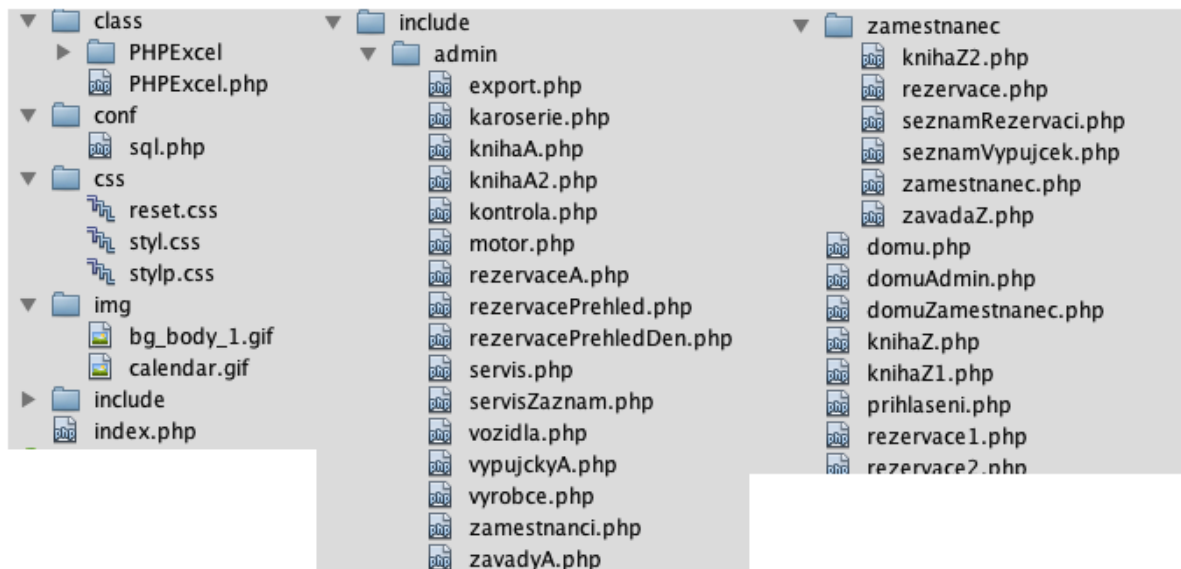 class
PHPExcel
PHPExcel.php
conf
sql.php
css
reset.css
styl.css
stylp.css
img
bg_body_1.gif
calendar.gif
include
index.php
include
admin
export.php
karoserie.php
knihaA.php
knihaA2.php
kontrola.php
motor.php
rezervaceA.php
rezervacePrehled.php
rezervacePrehledDen.php
servis.php
servisZaznam.php
vozidla.php
vypujckyA.php
vyrobce.php
zamestnanci.php
zavadyA.php
zamestnanec
knihaZ2.php
rezervace.php
seznamRezervaci.php
seznamVypujcek.php
zamestnanec.php
zavadaZ.php
domu.php
domuAdmin.php
domuZamestnanec.php
knihaZ.php
knihaZ1.php
prihlaseni.php
rezervace1.php
rezervace2.php